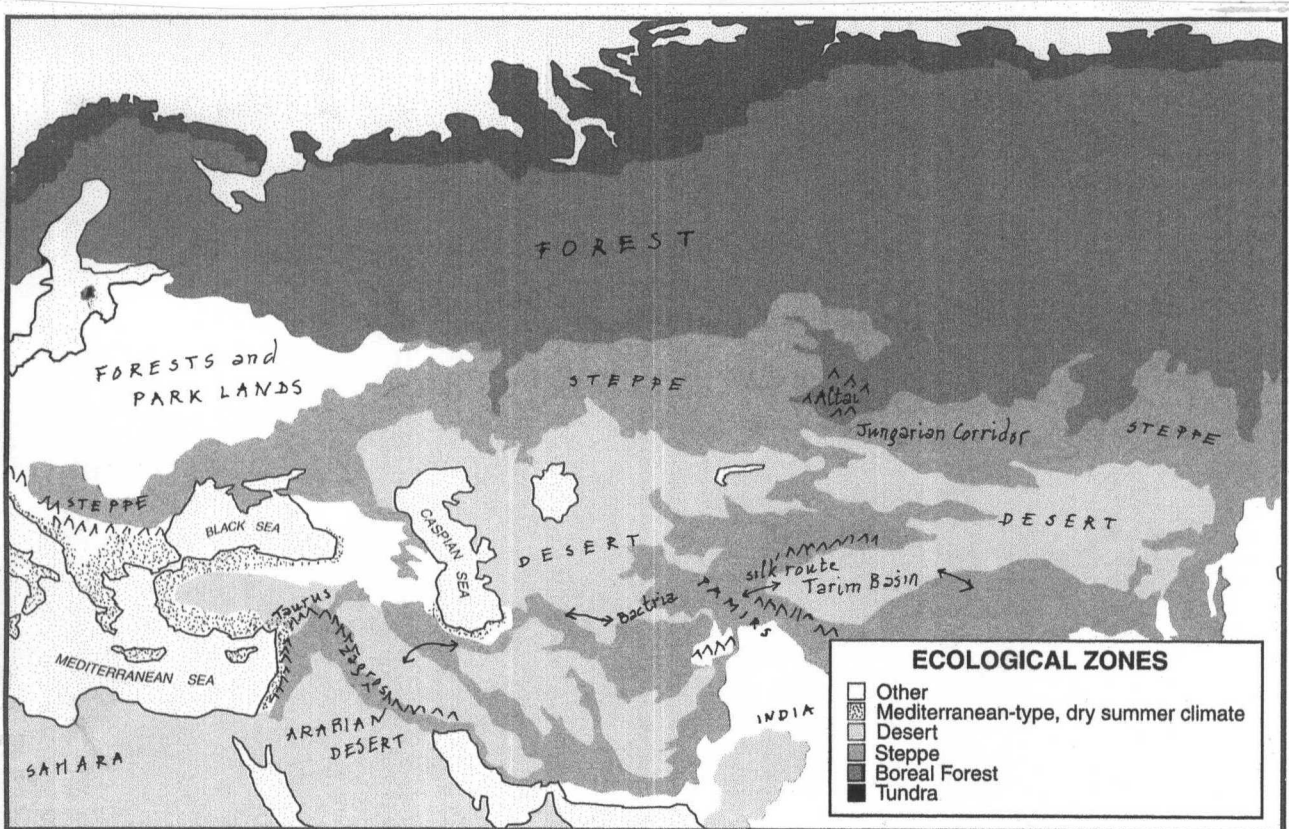 FOREST
FORESTS and
PARK LANDS
STEPPE
Altai
Jungarian Corridor
STEPPE
STEPPE
BLACK SEA
CASPIAN
SEA
DESERT
DESERT
silk route
Tarim Basin
PAMIRS
Bactria
Taurus
Zagros
MEDITERRANEAN SEA
ARABIAN
DESERT
SAHARA
INDIA
ECOLOGICAL ZONES
Other
Mediterranean-type, dry summer climate
Desert
Steppe
Boreal Forest
Tundra